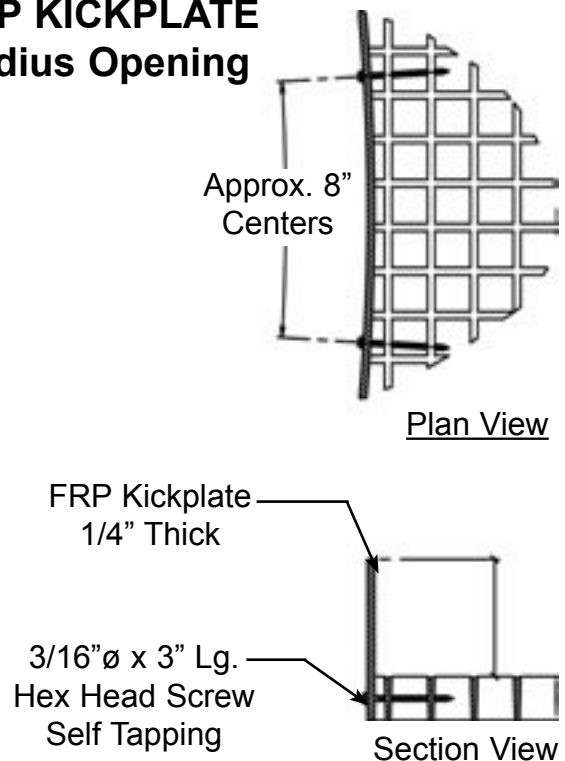 P KICKPLATE
dius Opening
Approx. 8”
Centers
Plan View
FRP Kickplate
1/4” Thick
3/16”ø x 3” Lg.
Hex Head Screw
Self Tapping
Section View